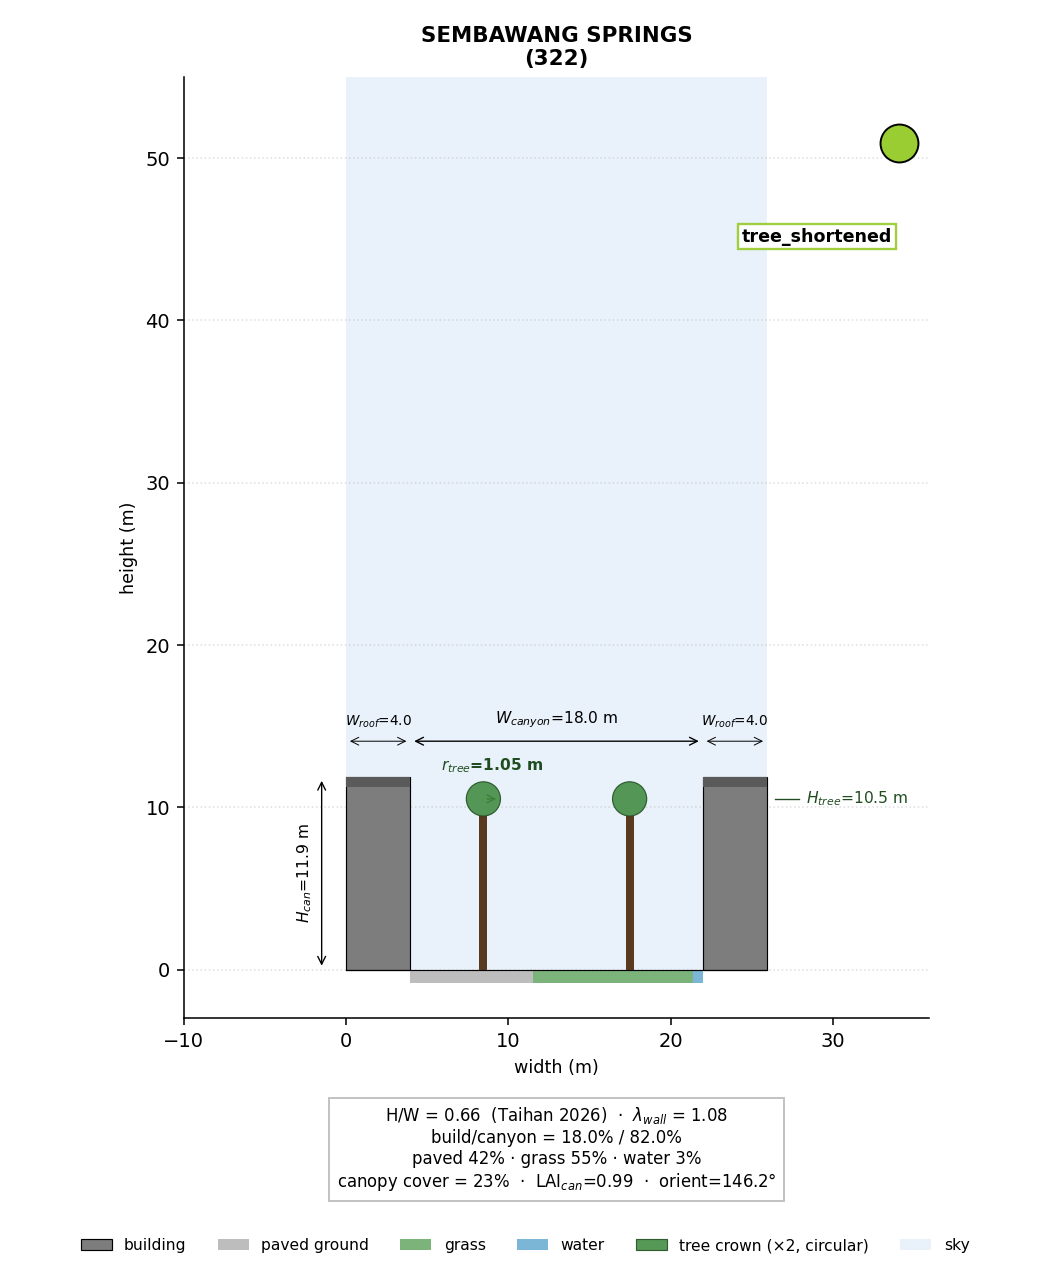 SEMBAWANG SPRINGS
(322)
50
tree_shortened
40
30
height (m)
20
W_roof=4.0
W_canyon=18.0 m
W_roof=4.0
r_tree=1.05 m
10
H_tree=10.5 m
H_can=11.9 m
0
−10
0
10
20
30
width (m)
H/W = 0.66 (Taihan 2026) · λ_wall = 1.08
build/canyon = 18.0% / 82.0%
paved 42% · grass 55% · water 3%
canopy cover = 23% · LAI_can=0.99 · orient=146.2°
building
paved ground
grass
water
tree crown (×2, circular)
sky